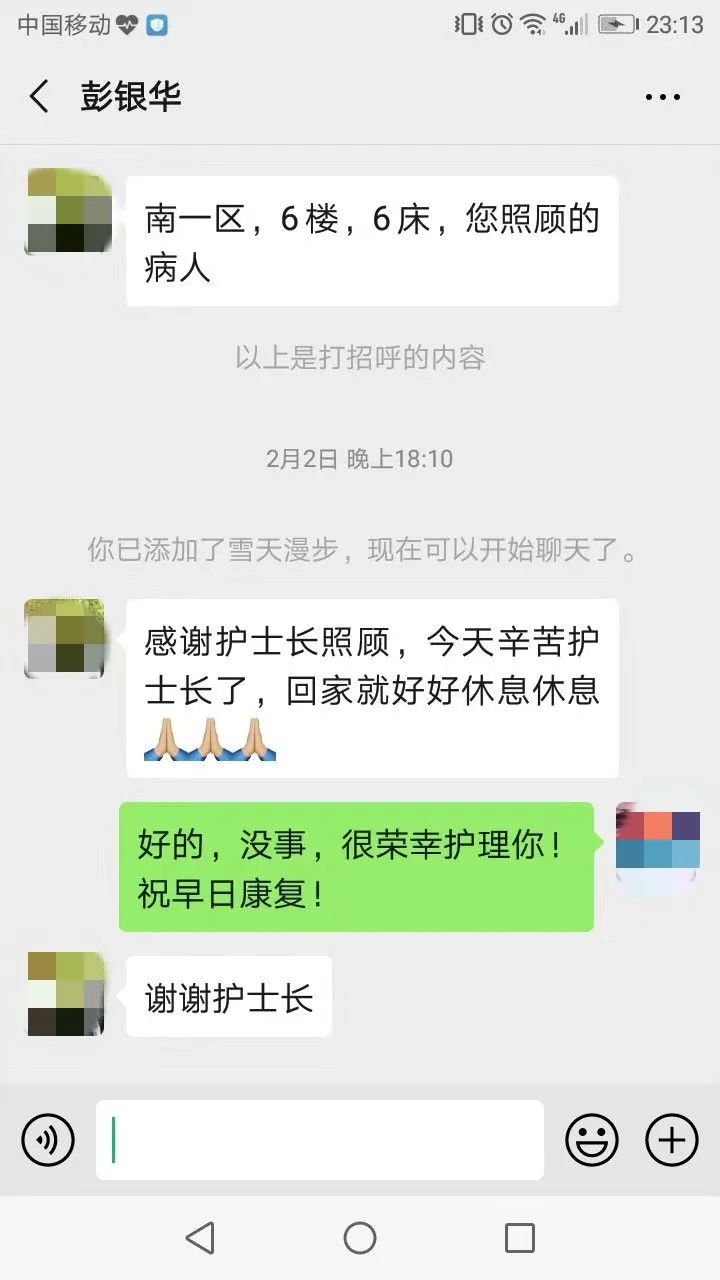 中国移动 4G 23:13
彭银华
南一区，6楼，6床，您照顾的
病人
以上是打招呼的内容
2月2日 晚上18:10
你已添加了雪天漫步，现在可以开始聊天了。
感谢护士长照顾，今天辛苦护
士长了，回家就好好休息休息
🙏🙏🙏
好的，没事，很荣幸护理你！
祝早日康复！
谢谢护士长